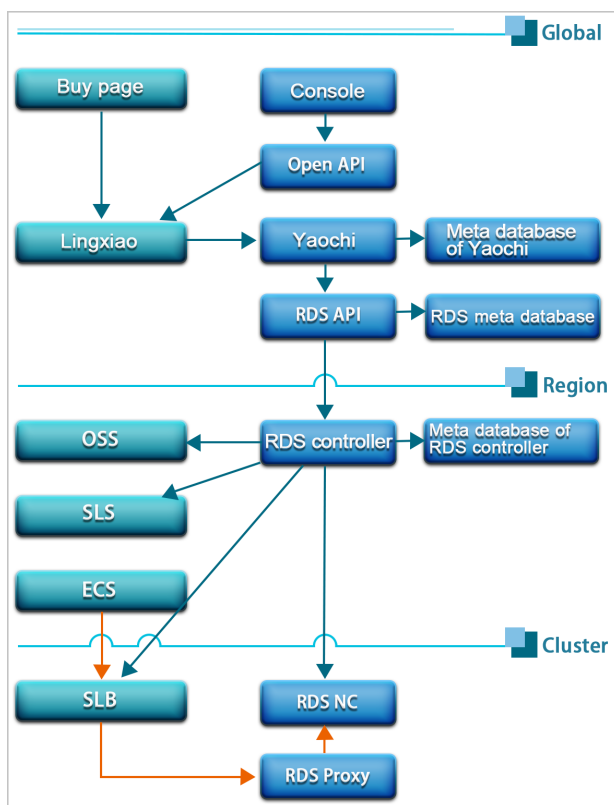 Global
Buy page
Console
Open API
Lingxiao
Yaochi
Meta database
of Yaochi
RDS API
RDS meta database
Region
OSS
RDS controller
Meta database of
RDS controller
SLS
ECS
Cluster
SLB
RDS NC
RDS Proxy